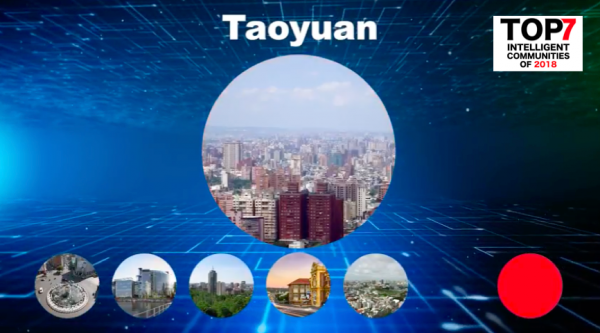 Taoyuan
TOP7
INTELLIGENT
COMMUNITIES
OF 2018